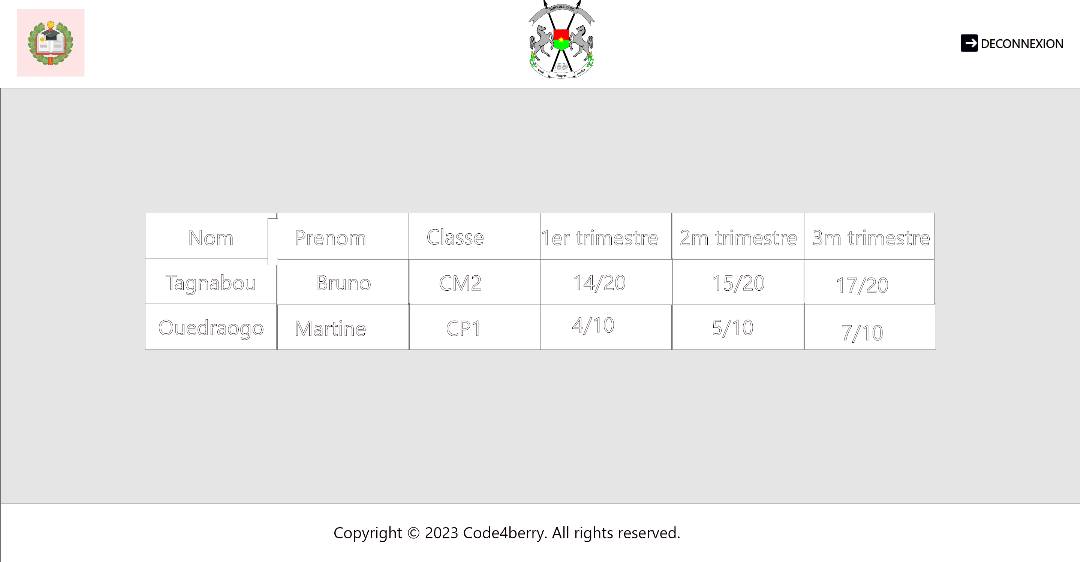 DECONNEXION
Nom Prenom Classe 1er trimestre 2m trimestre 3m trimestre
Tagnabou Bruno CM2 14/20 15/20 17/20
Ouedraogo Martine CP1 4/10 5/10 7/10
Copyright © 2023 Code4berry. All rights reserved.